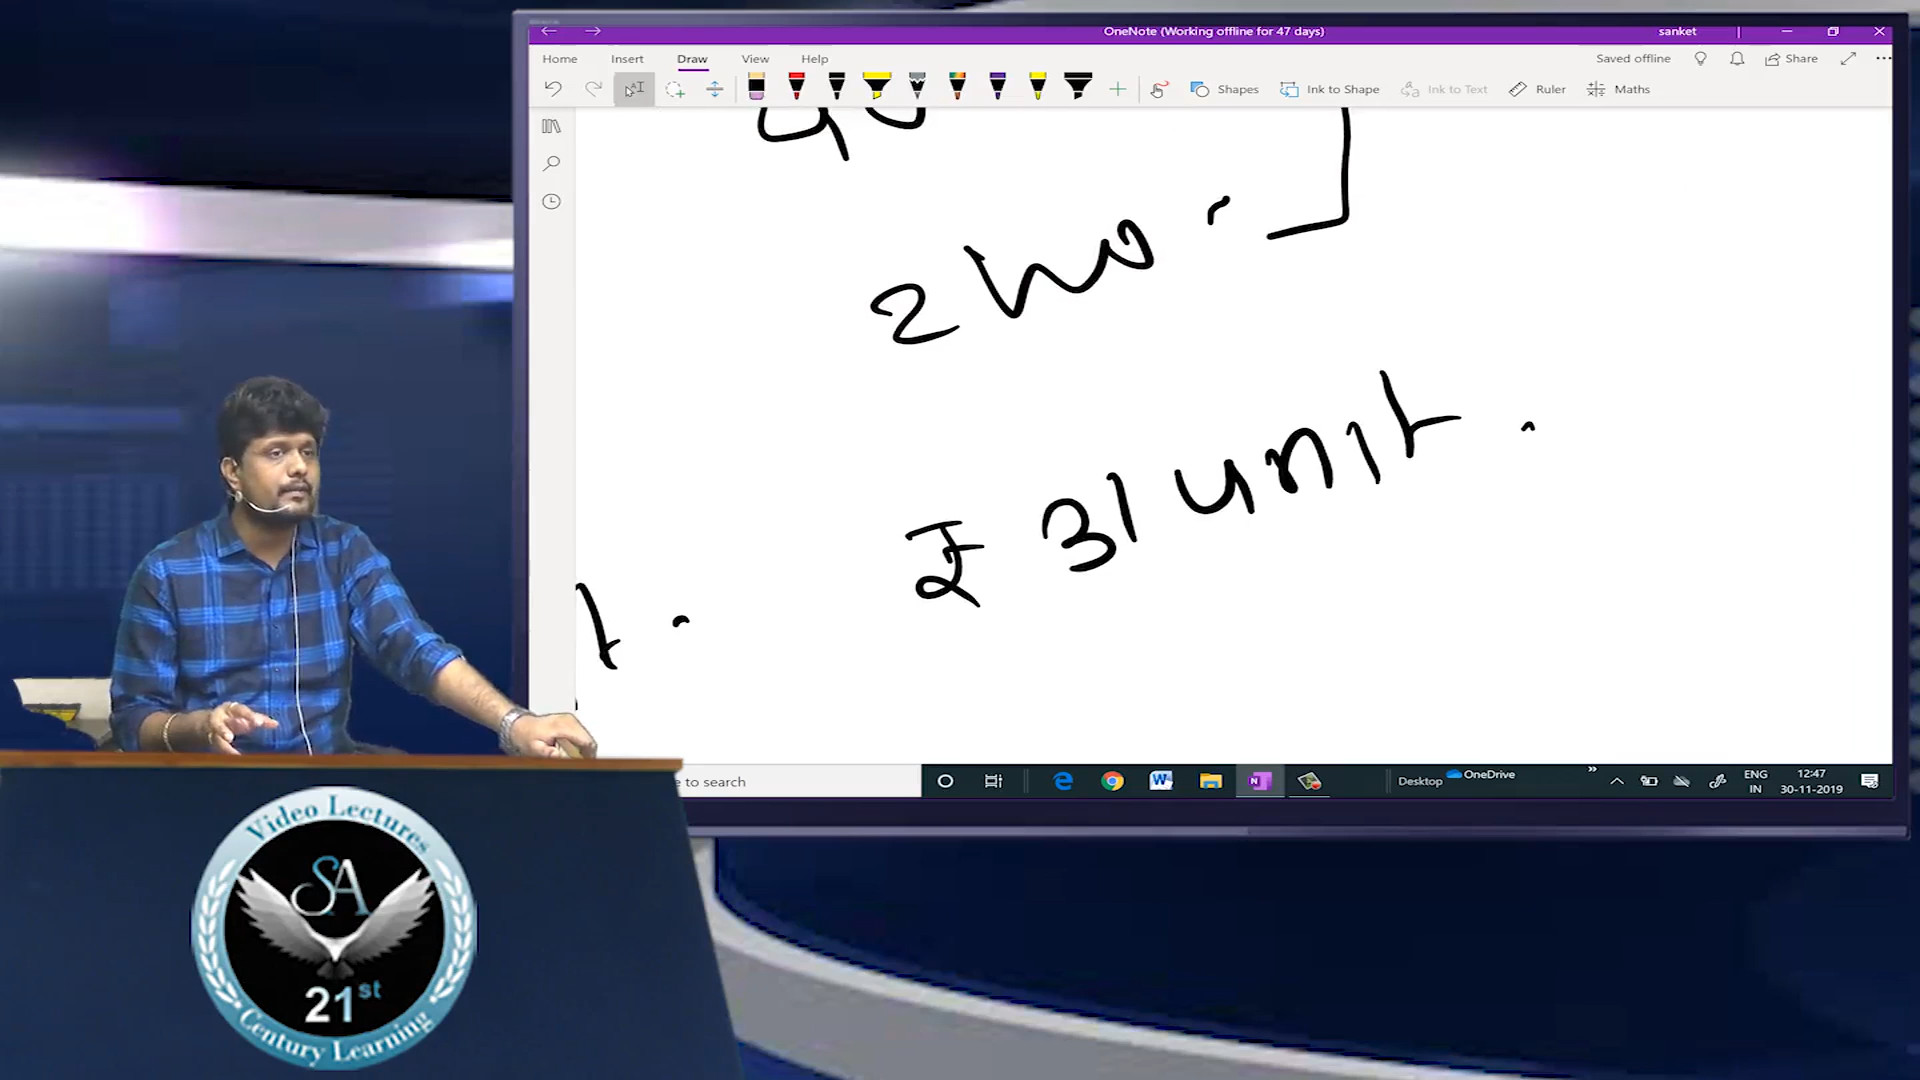 OneNote (Working offline for 47 days)
sanket
Home Insert Draw View Help
Saved offline
Share
Shapes Ink to Shape Ink to Text Ruler Maths
₹ 3/unit.
e to search
Desktop OneDrive
ENG 12:47
IN 30-11-2019
Video Lectures
SA
21st
Century Learning